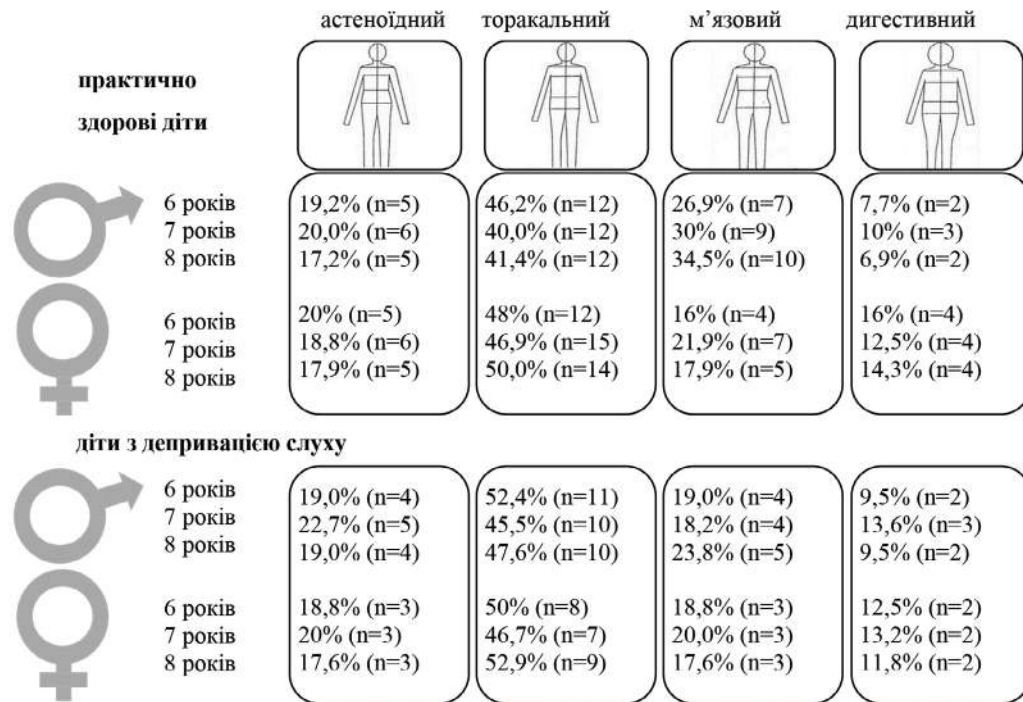 астеноїдний торакальний м’язовий дигестивний
практично
здорові діти
6 років 19,2% (n=5) 46,2% (n=12) 26,9% (n=7) 7,7% (n=2)
7 років 20,0% (n=6) 40,0% (n=12) 30% (n=9) 10% (n=3)
8 років 17,2% (n=5) 41,4% (n=12) 34,5% (n=10) 6,9% (n=2)
6 років 20% (n=5) 48% (n=12) 16% (n=4) 16% (n=4)
7 років 18,8% (n=6) 46,9% (n=15) 21,9% (n=7) 12,5% (n=4)
8 років 17,9% (n=5) 50,0% (n=14) 17,9% (n=5) 14,3% (n=4)
діти з депривацією слуху
6 років 19,0% (n=4) 52,4% (n=11) 19,0% (n=4) 9,5% (n=2)
7 років 22,7% (n=5) 45,5% (n=10) 18,2% (n=4) 13,6% (n=3)
8 років 19,0% (n=4) 47,6% (n=10) 23,8% (n=5) 9,5% (n=2)
6 років 18,8% (n=3) 50% (n=8) 18,8% (n=3) 12,5% (n=2)
7 років 20% (n=3) 46,7% (n=7) 20,0% (n=3) 13,2% (n=2)
8 років 17,6% (n=3) 52,9% (n=9) 17,6% (n=3) 11,8% (n=2)